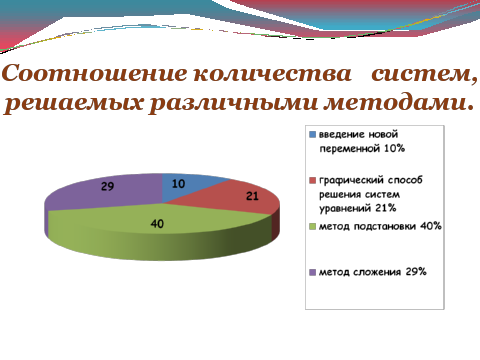 Соотношение количества систем,
решаемых различными методами.
29
10
21
40
введение новой
переменной 10%
графический способ
решения систем
уравнений 21%
метод подстановки 40%
метод сложения 29%